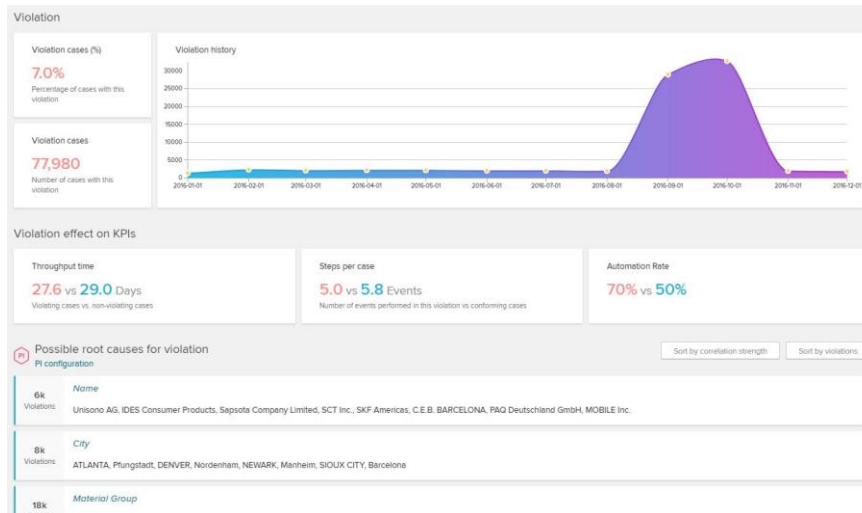 Violation
Violation cases (%)
7.0%
Percentage of cases with this
violation
Violation cases
77,980
Number of cases with this
violation
Violation history
30000
25000
20000
15000
10000
5000
0
2016-01-01 2016-02-01 2016-03-01 2016-04-01 2016-05-01 2016-06-01 2016-07-01 2016-08-01 2016-09-01 2016-10-01 2016-11-01 2016-12-01
Violation effect on KPIs
Throughput time
27.6 vs 29.0 Days
Violating cases vs. non-violating cases
Steps per case
5.0 vs 5.8 Events
Number of events performed in this violation vs conforming cases
Automation Rate
70% vs 50%
PI
Possible root causes for violation
PI configuration
Sort by correlation strength
Sort by violations
6k
Violations
Name
Unisono AG, IDES Consumer Products, Sapsota Company Limited, SCT Inc., SKF Americas, C.E.B. BARCELONA, PAQ Deutschland GmbH, MOBILE Inc.
8k
Violations
City
ATLANTA, Pfungstadt, DENVER, Nordenham, NEWARK, Manheim, SIOUX CITY, Barcelona
18k
Material Group